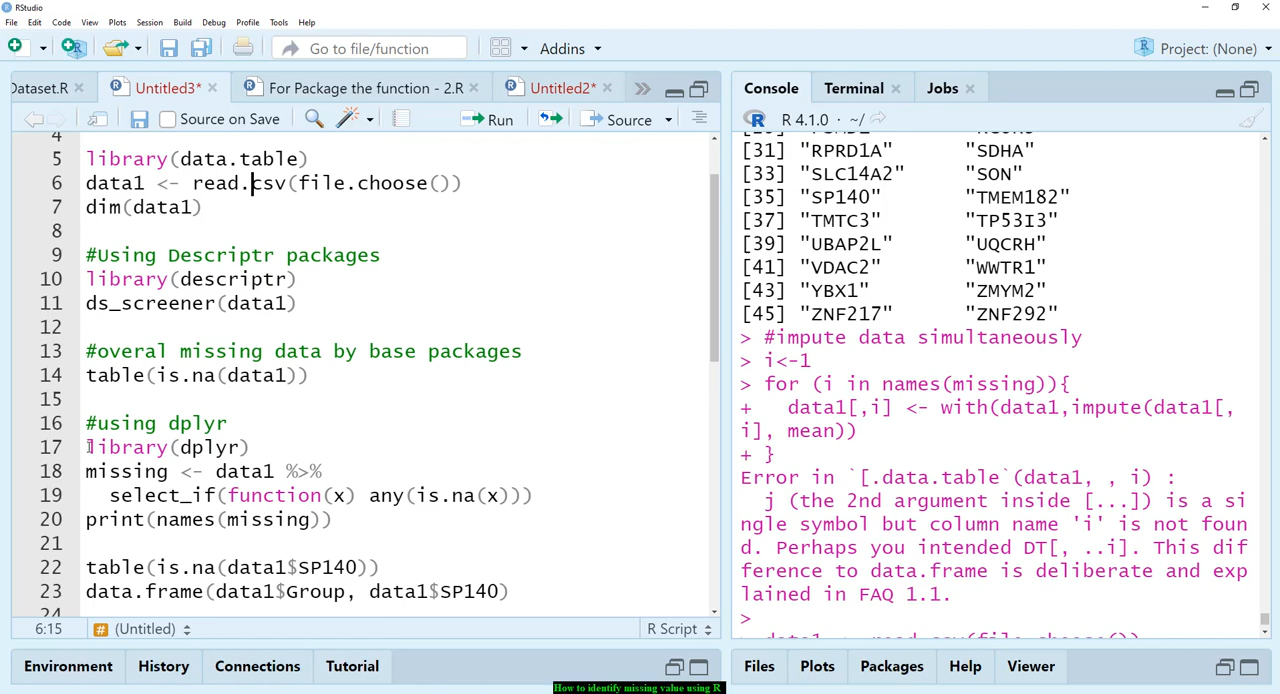 RStudio
File Edit Code View Plots Session Build Debug Profile Tools Help
Go to file/function Addins Project: (None)
Dataset.R Untitled3* For Package the function - 2.R Untitled2*
Source on Save Run Source
4
5 library(data.table)
6 data1 <- read.csv(file.choose())
7 dim(data1)
8
9 #Using Descriptr packages
10 library(descriptr)
11 ds_screener(data1)
12
13 #overal missing data by base packages
14 table(is.na(data1))
15
16 #using dplyr
17 library(dplyr)
18 missing <- data1 %>%
19 select_if(function(x) any(is.na(x)))
20 print(names(missing))
21
22 table(is.na(data1$SP140))
23 data.frame(data1$Group, data1$SP140)
24
6:15 # (Untitled) R Script
Console Terminal Jobs
R R 4.1.0 · ~/
[31] "RPRD1A" "SDHA"
[33] "SLC14A2" "SON"
[35] "SP140" "TMEM182"
[37] "TMTC3" "TP53I3"
[39] "UBAP2L" "UQCRH"
[41] "VDAC2" "WWTR1"
[43] "YBX1" "ZMYM2"
[45] "ZNF217" "ZNF292"
> #impute data simultaneously
> i<-1
> for (i in names(missing)){
+ data1[,i] <- with(data1,impute(data1[,
i], mean))
+ }
Error in `[.data.table`(data1, , i) :
j (the 2nd argument inside [...]) is a si
ngle symbol but column name 'i' is not foun
d. Perhaps you intended DT[, ..i]. This dif
ference to data.frame is deliberate and exp
lained in FAQ 1.1.
>
> data1 <- read.csv(file.choose())
Environment History Connections Tutorial
Files Plots Packages Help Viewer
How to identify missing value using R